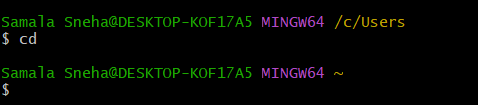 Samala Sneha@DESKTOP-KOF17A5 MINGW64 /c/Users
$ cd
Samala Sneha@DESKTOP-KOF17A5 MINGW64 ~
$